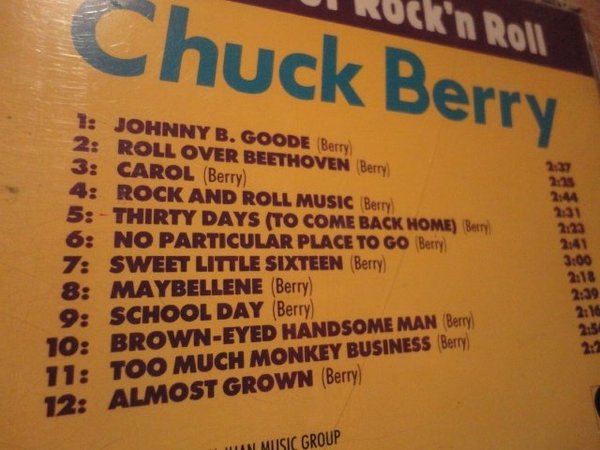 Rock'n Roll
Chuck Berry
1: JOHNNY B. GOODE (Berry) 2:37
2: ROLL OVER BEETHOVEN (Berry) 2:25
3: CAROL (Berry) 2:44
4: ROCK AND ROLL MUSIC (Berry) 2:31
5: THIRTY DAYS (TO COME BACK HOME) (Berry) 2:23
6: NO PARTICULAR PLACE TO GO (Berry) 2:41
7: SWEET LITTLE SIXTEEN (Berry) 3:00
8: MAYBELLENE (Berry) 2:18
9: SCHOOL DAY (Berry) 2:39
10: BROWN-EYED HANDSOME MAN (Berry) 2:16
11: TOO MUCH MONKEY BUSINESS (Berry)
12: ALMOST GROWN (Berry)
MUSIC GROUP